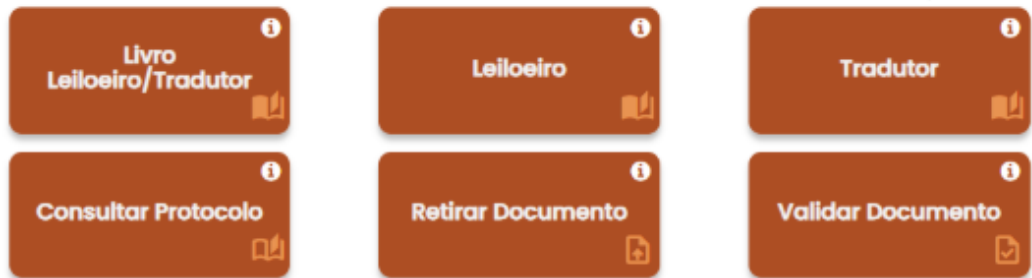 Livro
Leiloeiro/Tradutor
Leiloeiro
Tradutor
Consultar Protocolo
Retirar Documento
Validar Documento